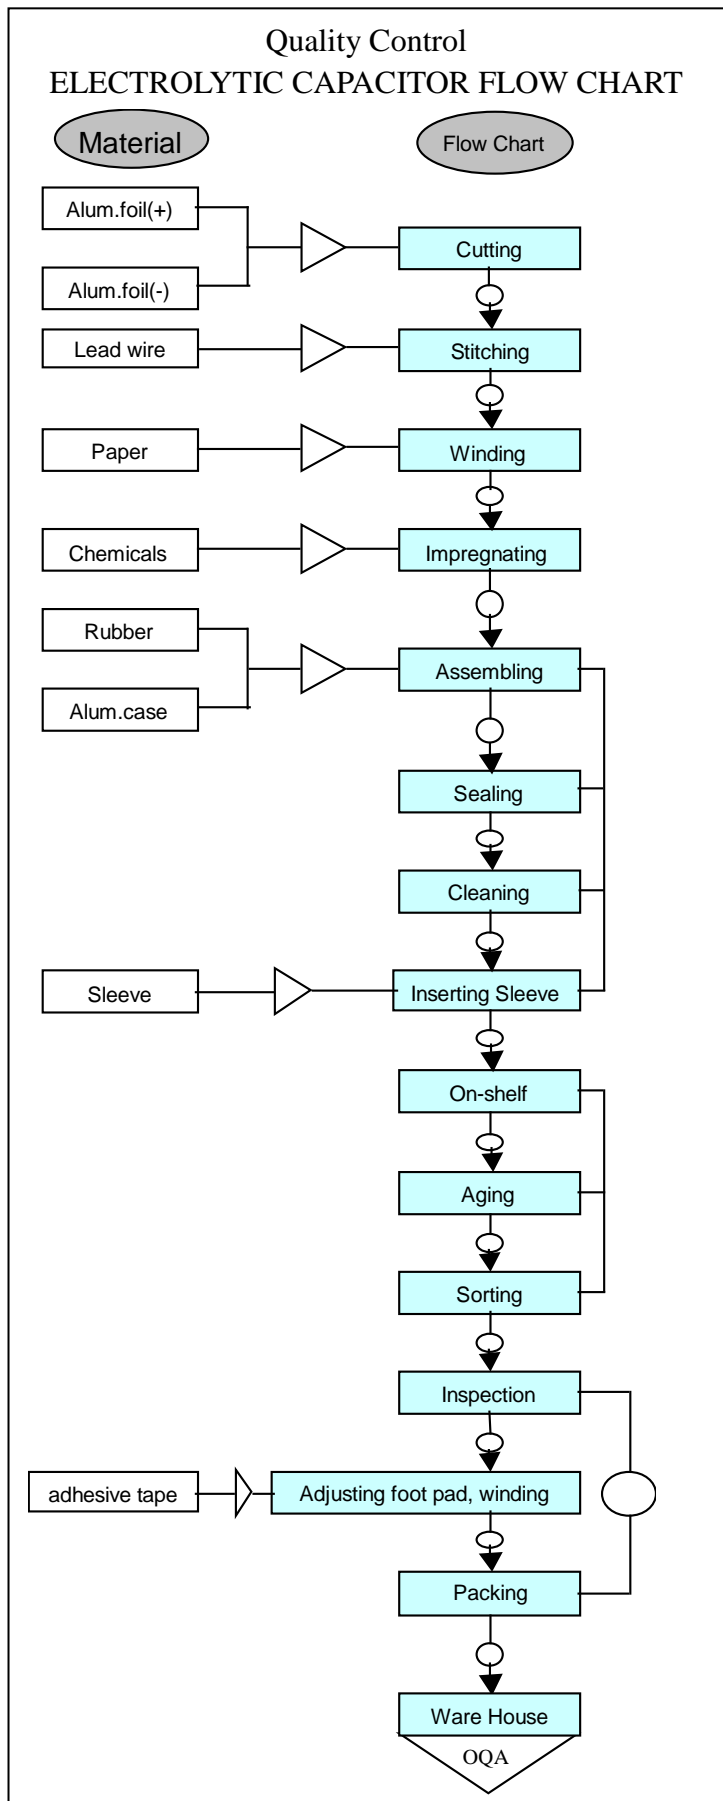 Quality Control
ELECTROLYTIC CAPACITOR FLOW CHART
Material
Flow Chart
Alum.foil(+)
Cutting
Alum.foil(-)
Lead wire
Stitching
Paper
Winding
Chemicals
Impregnating
Rubber
Assembling
Alum.case
Sealing
Cleaning
Sleeve
Inserting Sleeve
On-shelf
Aging
Sorting
Inspection
adhesive tape
Adjusting foot pad, winding
Packing
Ware House
OQA